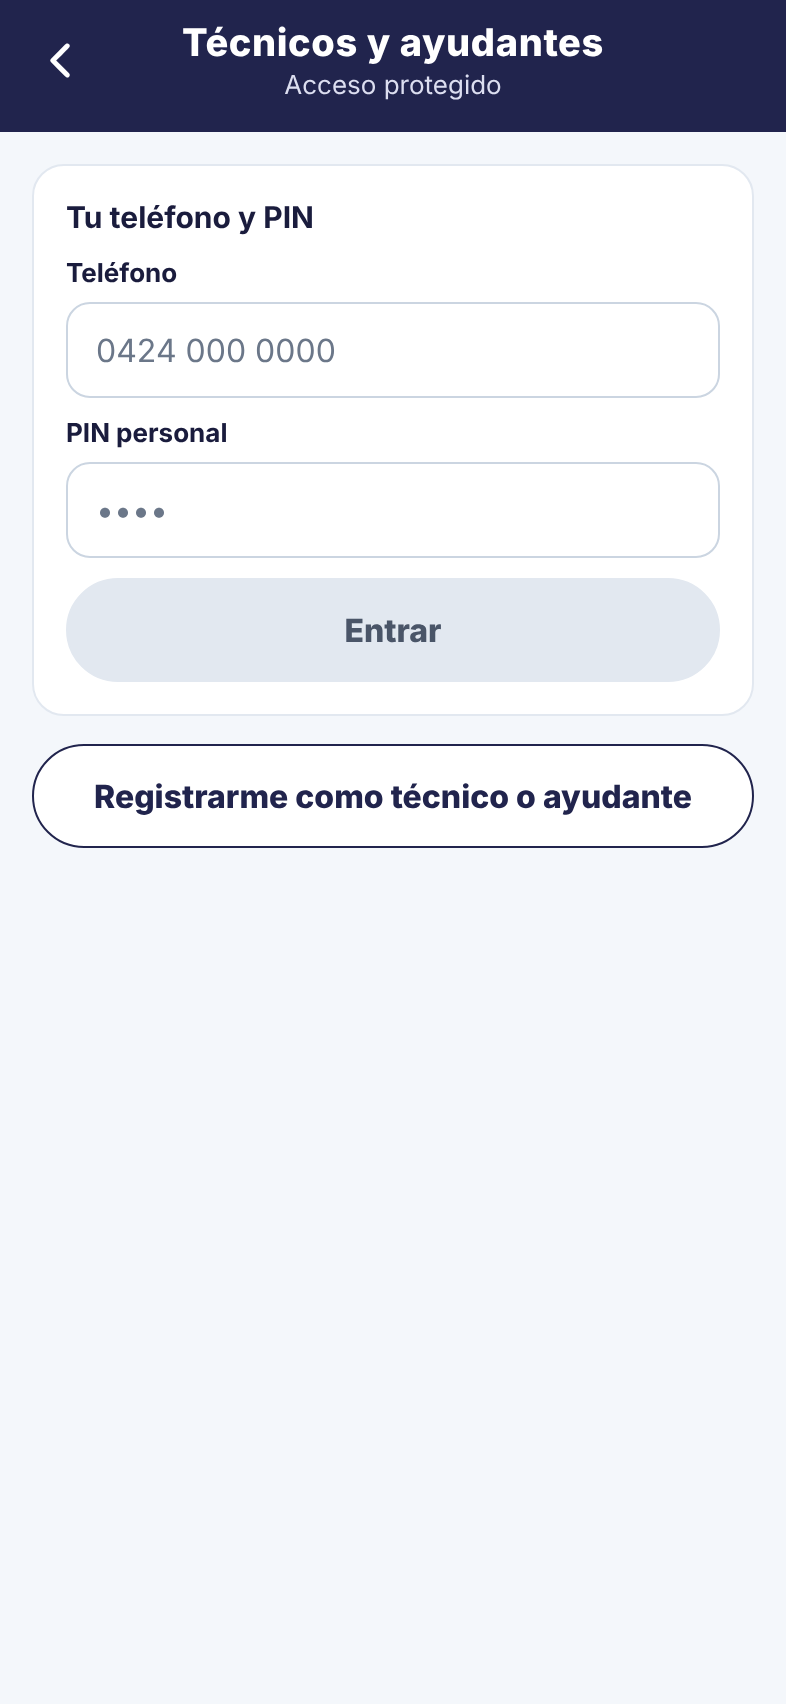 Técnicos y ayudantes
Acceso protegido
Tu teléfono y PIN
Teléfono
0424 000 0000
PIN personal
••••
Entrar
Registrarme como técnico o ayudante